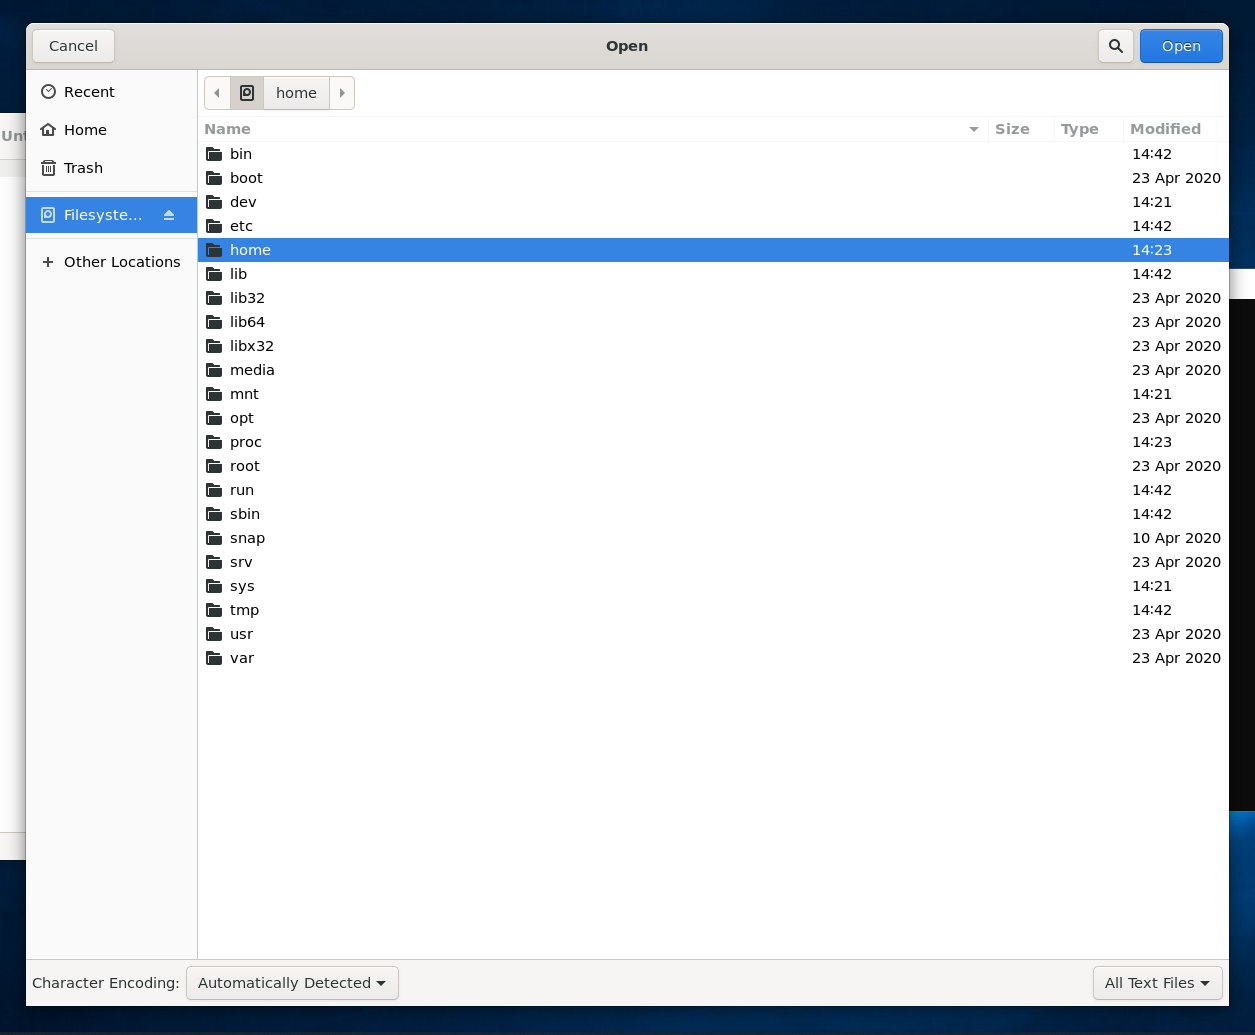 Cancel Open Open
Unt
Recent
Home
Trash
Filesyste...
Other Locations
home
Name Size Type Modified
bin 14:42
boot 23 Apr 2020
dev 14:21
etc 14:42
home 14:23
lib 14:42
lib32 23 Apr 2020
lib64 23 Apr 2020
libx32 23 Apr 2020
media 23 Apr 2020
mnt 14:21
opt 23 Apr 2020
proc 14:23
root 23 Apr 2020
run 14:42
sbin 14:42
snap 10 Apr 2020
srv 23 Apr 2020
sys 14:21
tmp 14:42
usr 23 Apr 2020
var 23 Apr 2020
Character Encoding: Automatically Detected All Text Files